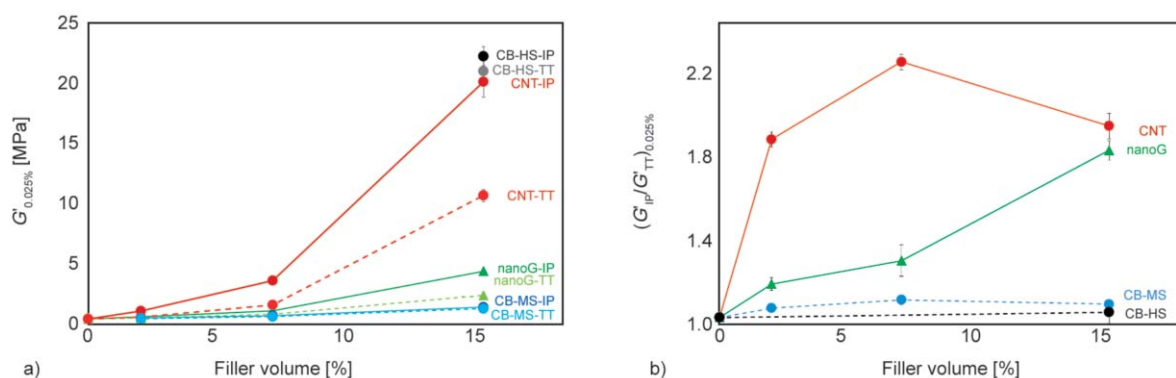 25
20
15
10
5
0
G'0.025% [MPa]
CB-HS-IP
CB-HS-TT
CNT-IP
CNT-TT
nanoG-IP
nanoG-TT
CB-MS-IP
CB-MS-TT
0 5 10 15
Filler volume [%]
a)
2.2
1.8
1.4
1.0
(G'IP/G'TT)0.025%
CNT
nanoG
CB-MS
CB-HS
0 5 10 15
Filler volume [%]
b)